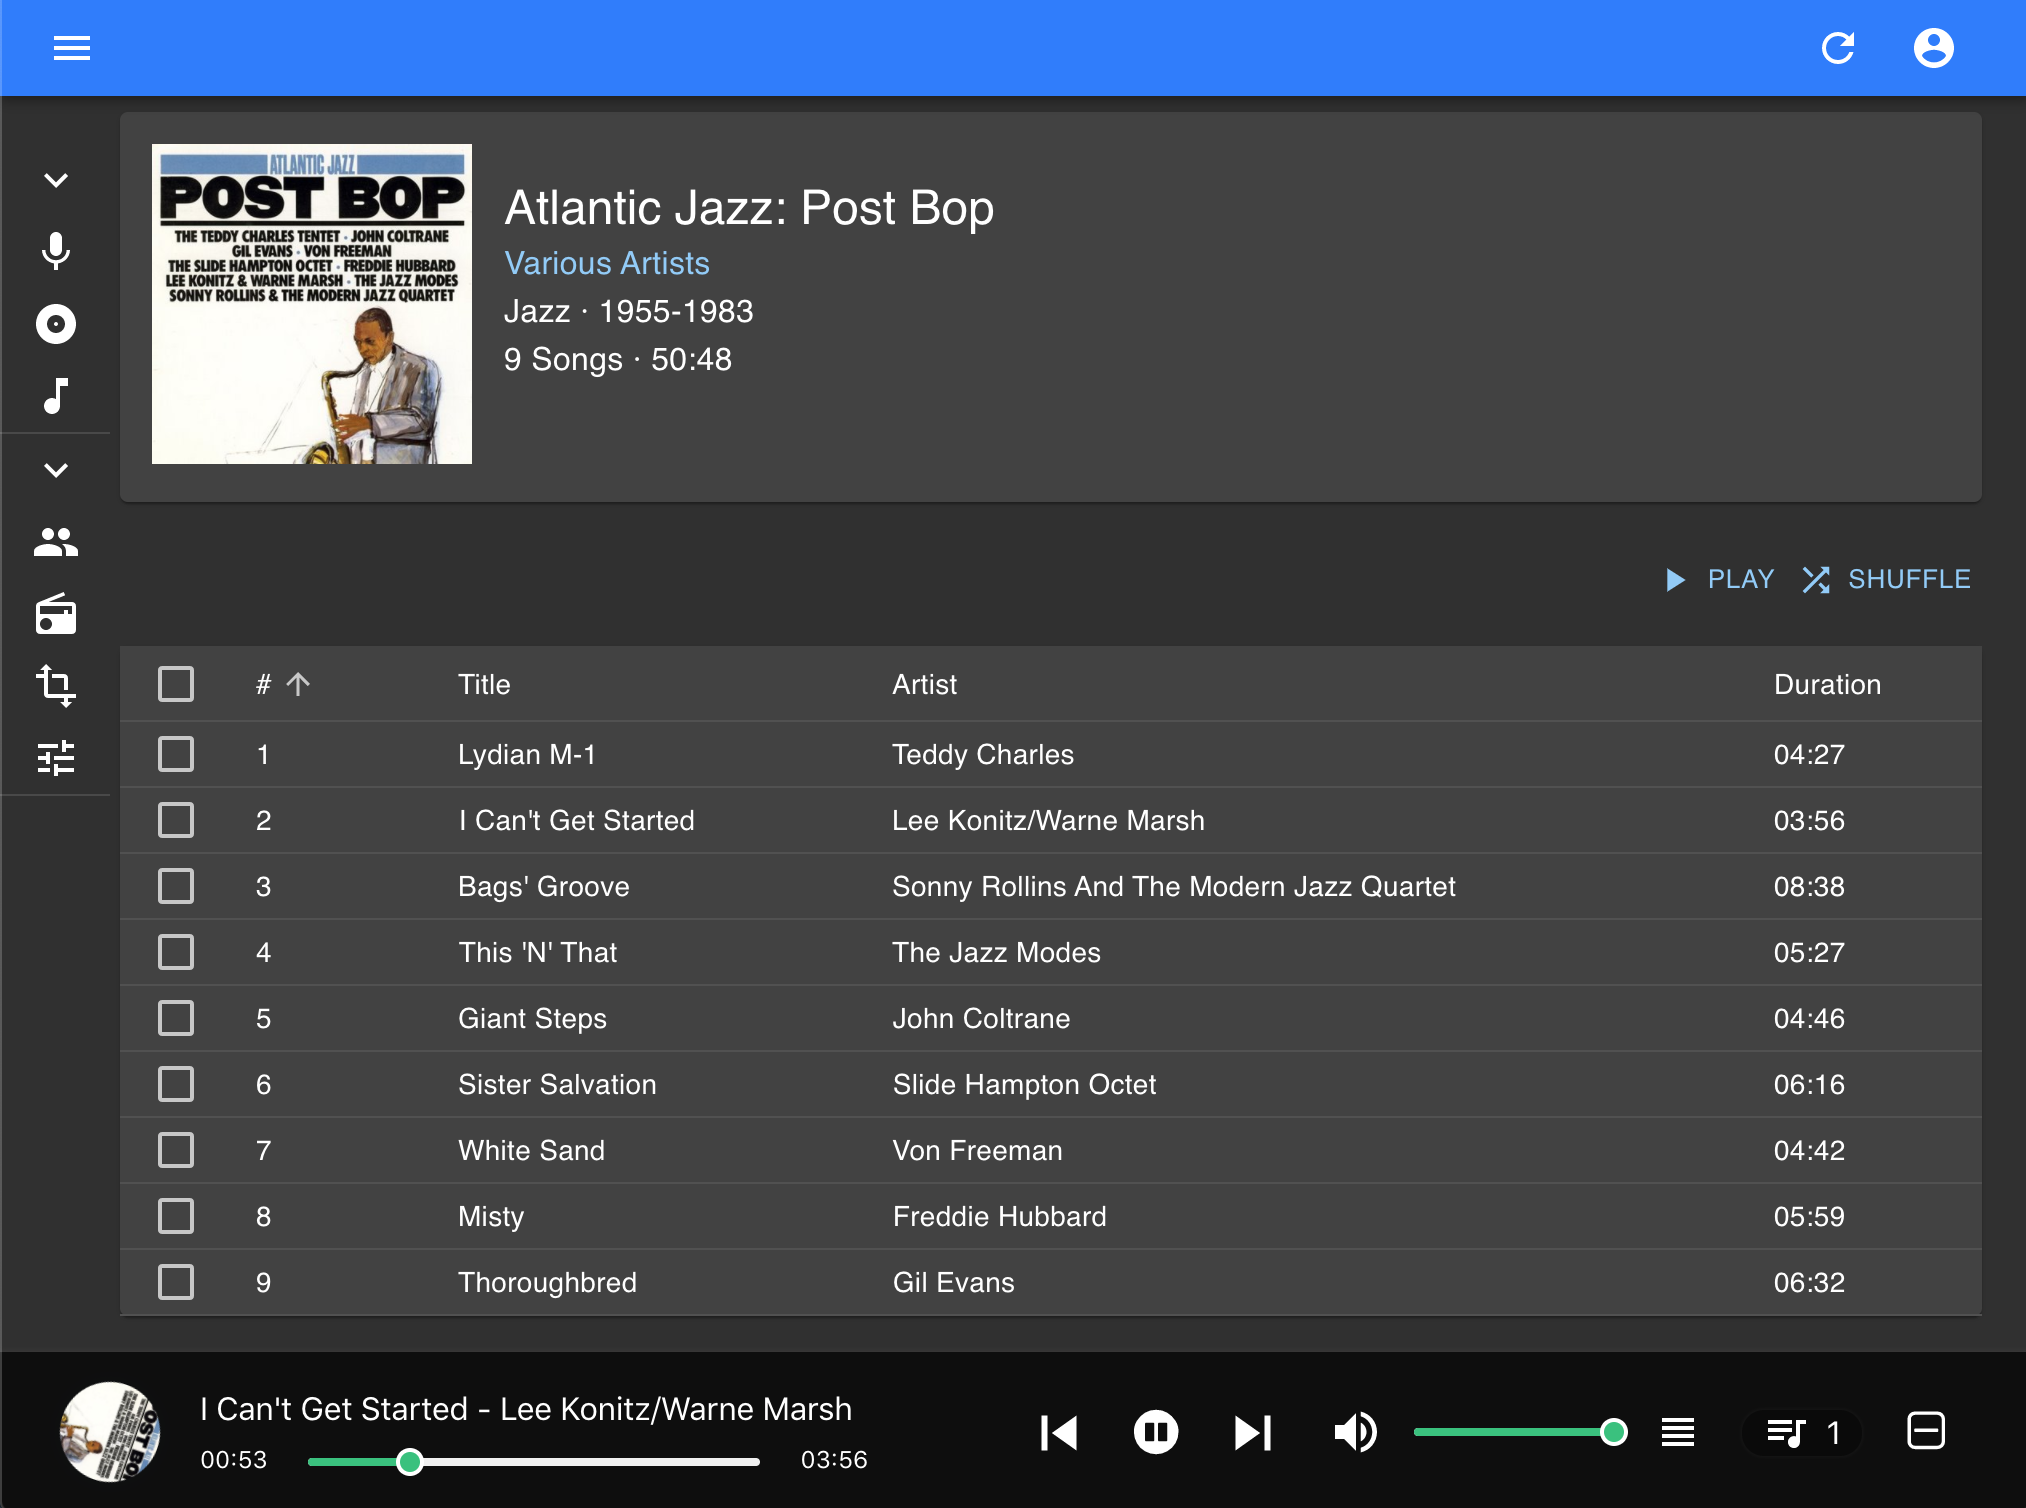 ATLANTIC JAZZ
POST BOP
THE TEDDY CHARLES TENTET · JOHN COLTRANE
GIL EVANS · VON FREEMAN
THE SLIDE HAMPTON OCTET · FREDDIE HUBBARD
LEE KONITZ & WARNE MARSH · THE JAZZ MODES
SONNY ROLLINS & THE MODERN JAZZ QUARTET
Atlantic Jazz: Post Bop
Various Artists
Jazz · 1955-1983
9 Songs · 50:48
PLAY SHUFFLE
# Title Artist Duration
1 Lydian M-1 Teddy Charles 04:27
2 I Can't Get Started Lee Konitz/Warne Marsh 03:56
3 Bags' Groove Sonny Rollins And The Modern Jazz Quartet 08:38
4 This 'N' That The Jazz Modes 05:27
5 Giant Steps John Coltrane 04:46
6 Sister Salvation Slide Hampton Octet 06:16
7 White Sand Von Freeman 04:42
8 Misty Freddie Hubbard 05:59
9 Thoroughbred Gil Evans 06:32
I Can't Get Started - Lee Konitz/Warne Marsh
00:53 03:56
1